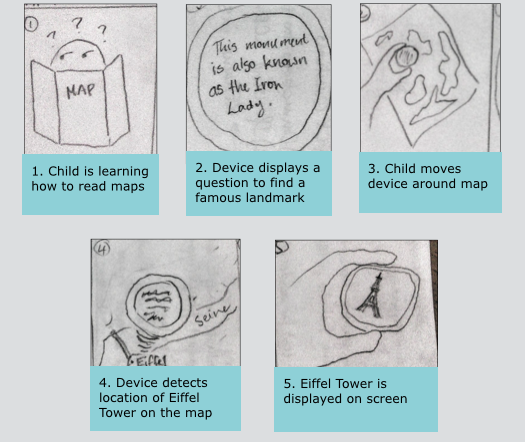 1
? ? ?
MAP
1. Child is learning
how to read maps
This monument
is also known
as the Iron
Lady.
2. Device displays a
question to find a
famous landmark
3. Child moves
device around map
4
Seine
Eiffel
4. Device detects
location of Eiffel
Tower on the map
5
5. Eiffel Tower is
displayed on screen